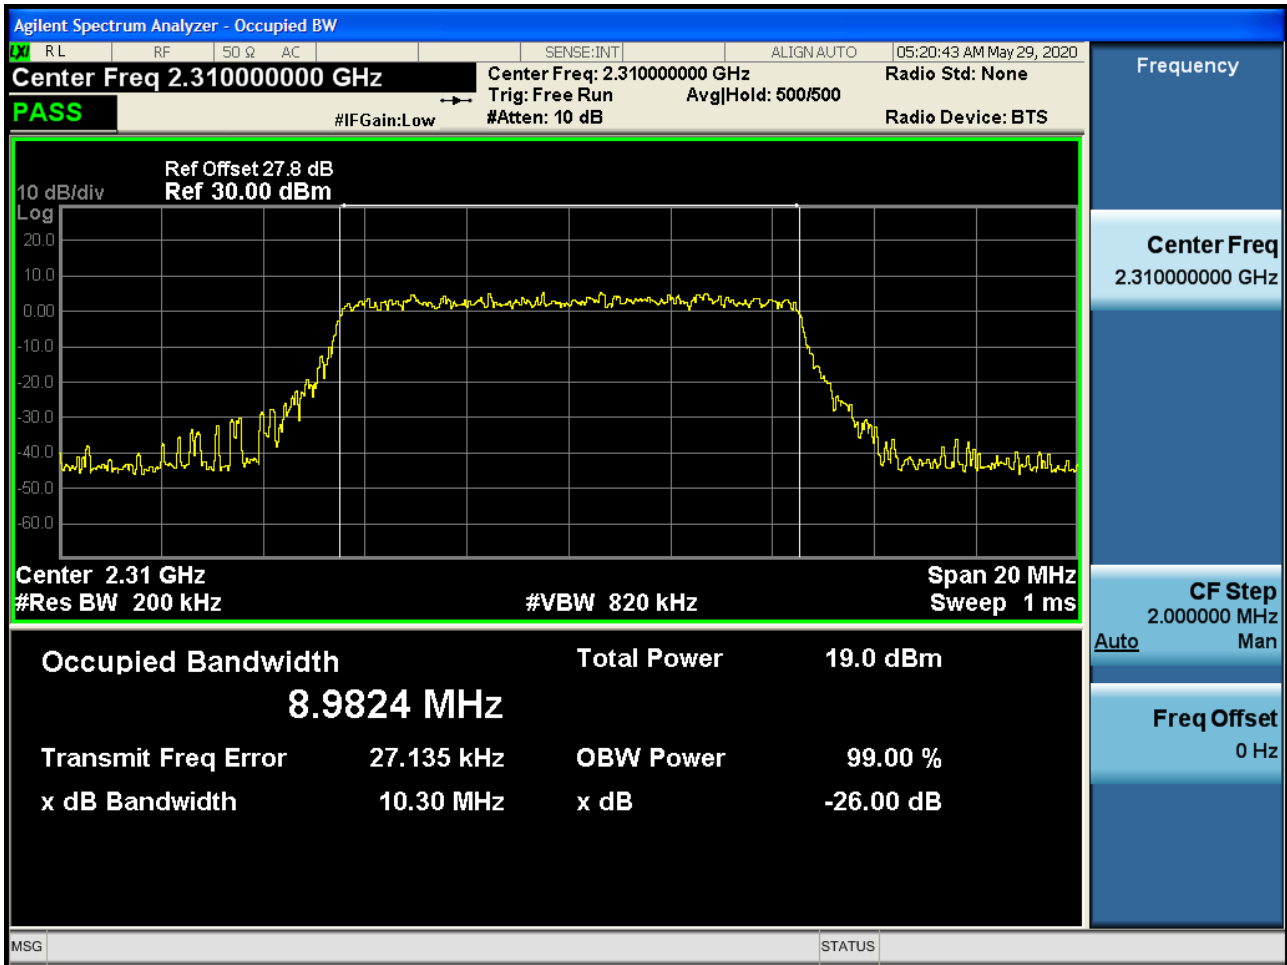 Agilent Spectrum Analyzer - Occupied BW
LXI RL RF 50 Ω AC SENSE:INT ALIGN AUTO 05:20:43 AM May 29, 2020
Center Freq 2.310000000 GHz
Center Freq: 2.310000000 GHz
Radio Std: None
Trig: Free Run Avg|Hold: 500/500
PASS
#IFGain:Low
#Atten: 10 dB
Radio Device: BTS
Ref Offset 27.8 dB
10 dB/div Ref 30.00 dBm
Log
20.0
10.0
0.00
-10.0
-20.0
-30.0
-40.0
-50.0
-60.0
Center 2.31 GHz Span 20 MHz
#Res BW 200 kHz #VBW 820 kHz Sweep 1 ms
Occupied Bandwidth Total Power 19.0 dBm
8.9824 MHz
Transmit Freq Error 27.135 kHz OBW Power 99.00 %
x dB Bandwidth 10.30 MHz x dB -26.00 dB
MSG STATUS
Frequency
Center Freq
2.310000000 GHz
CF Step
2.000000 MHz
Auto Man
Freq Offset
0 Hz